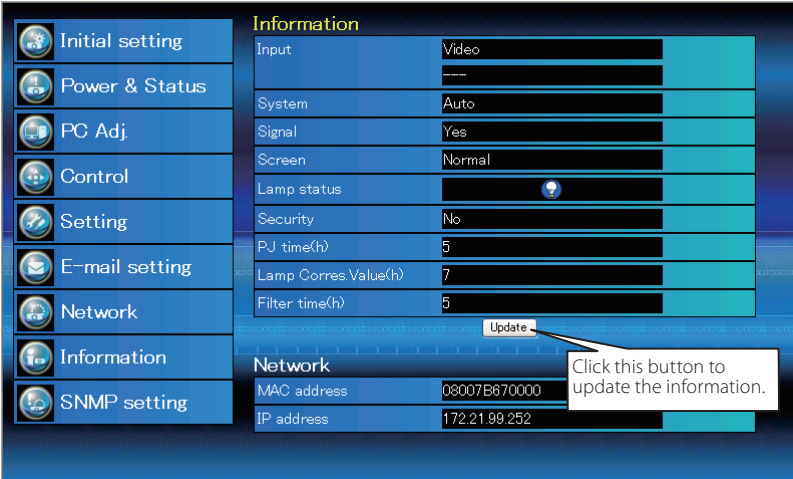 Initial setting
Power & Status
PC Adj.
Control
Setting
E-mail setting
Network
Information
SNMP setting
Information
Input Video
---
System Auto
Signal Yes
Screen Normal
Lamp status
Security No
PJ time(h) 5
Lamp Corres.Value(h) 7
Filter time(h) 5
Update
Click this button to
update the information.
Network
MAC address 08007B670000
IP address 172.21.99.252